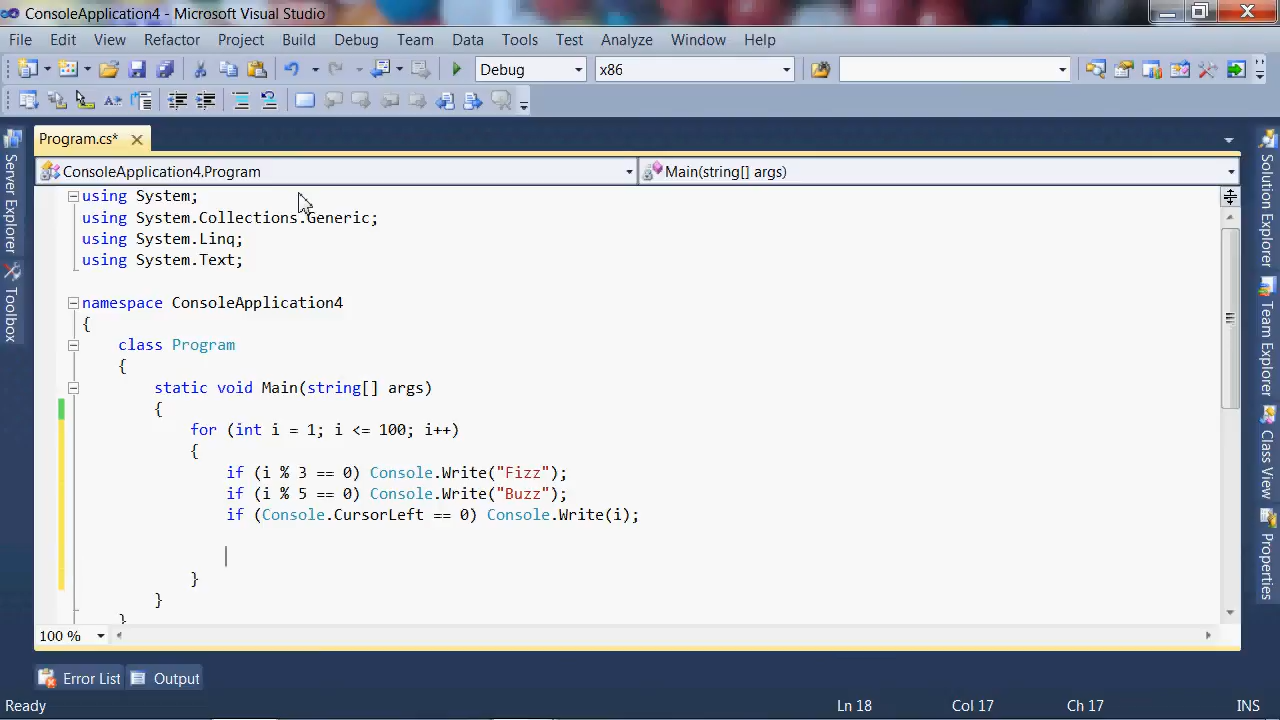 ConsoleApplication4 - Microsoft Visual Studio
File Edit View Refactor Project Build Debug Team Data Tools Test Analyze Window Help
Debug x86
Program.cs*
ConsoleApplication4.Program Main(string[] args)
using System;
using System.Collections.Generic;
using System.Linq;
using System.Text;
namespace ConsoleApplication4
{
class Program
{
static void Main(string[] args)
{
for (int i = 1; i <= 100; i++)
{
if (i % 3 == 0) Console.Write("Fizz");
if (i % 5 == 0) Console.Write("Buzz");
if (Console.CursorLeft == 0) Console.Write(i);
}
}
}
100 %
Server Explorer
Toolbox
Solution Explorer
Team Explorer
Class View
Properties
Error List Output
Ready Ln 18 Col 17 Ch 17 INS